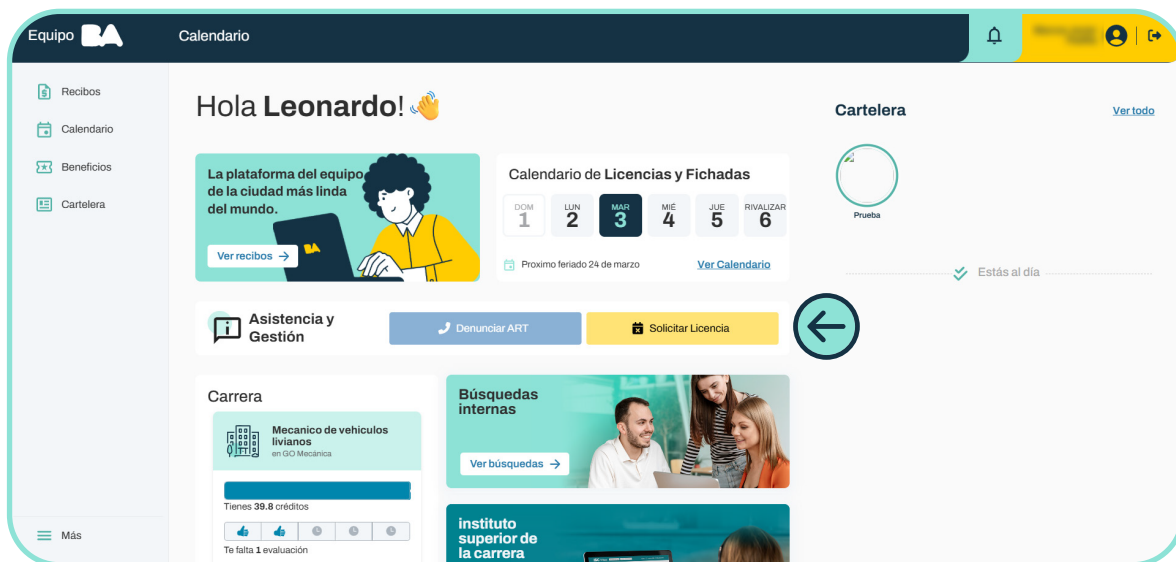 Equipo BA
Calendario
Recibos
Calendario
Beneficios
Cartelera
Más
Hola Leonardo!
La plataforma del equipo
de la ciudad más linda
del mundo.
Ver recibos
BA
Calendario de Licencias y Fichadas
DOM LUN MAR MIÉ JUE RIVALIZAR
1 2 3 4 5 6
Proximo feriado 24 de marzo
Ver Calendario
Asistencia y
Gestión
Denunciar ART
Solicitar Licencia
Carrera
Mecanico de vehiculos
livianos
en GO Mecánica
Tienes 39.8 créditos
Te falta 1 evaluación
Búsquedas
internas
Ver búsquedas
instituto
superior de
la carrera
Cartelera
Ver todo
Prueba
Estás al día